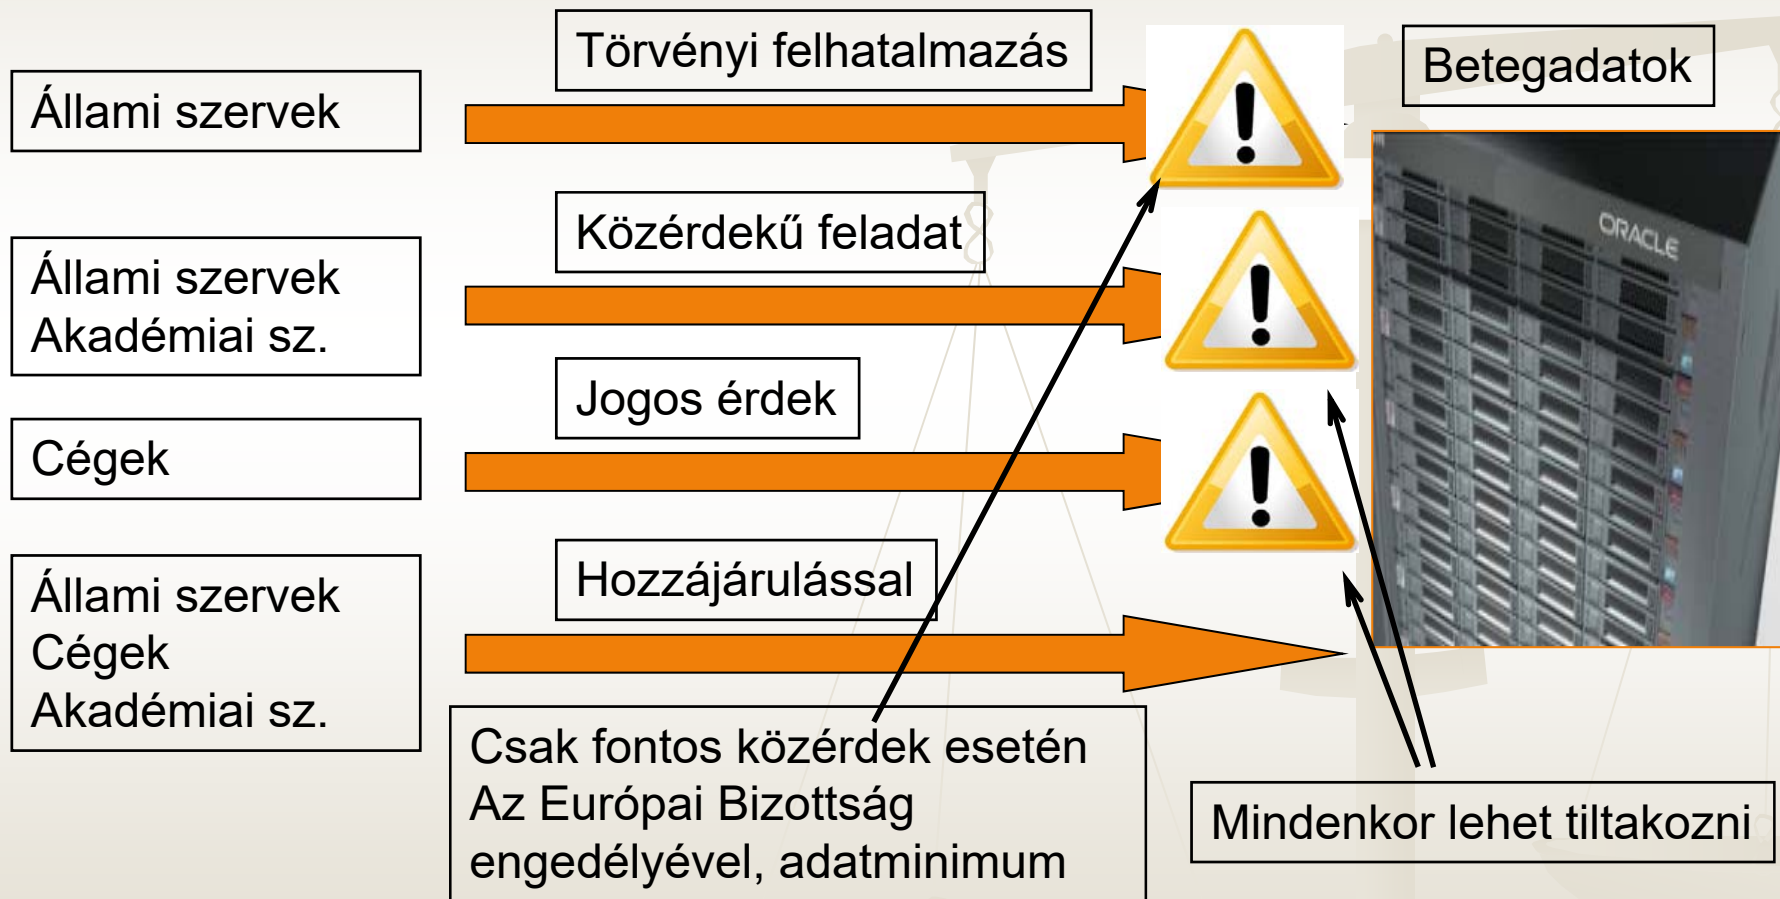 Törvényi felhatalmazás
Betegadatok
Állami szervek
Közérdekű feladat
Állami szervek
Akadémiai sz.
ORACLE
Jogos érdek
Cégek
Hozzájárulással
Állami szervek
Cégek
Akadémiai sz.
Csak fontos közérdek esetén
Az Európai Bizottság
engedélyével, adatminimum
Mindenkor lehet tiltakozni